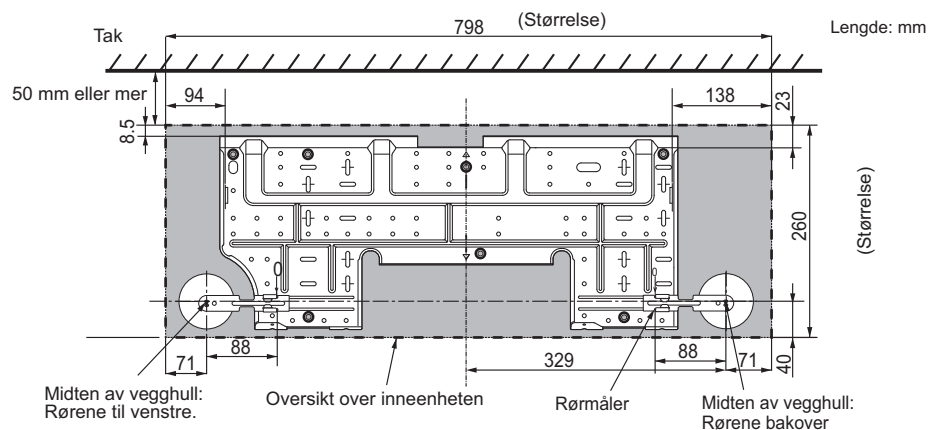 (Størrelse)
798
Lengde: mm
Tak
50 mm eller mer
94
138
23
8.5
260
(Størrelse)
88
71
329
88
71
40
Midten av vegghull:
Rørene til venstre.
Oversikt over inneenheten
Rørmåler
Midten av vegghull:
Rørene bakover